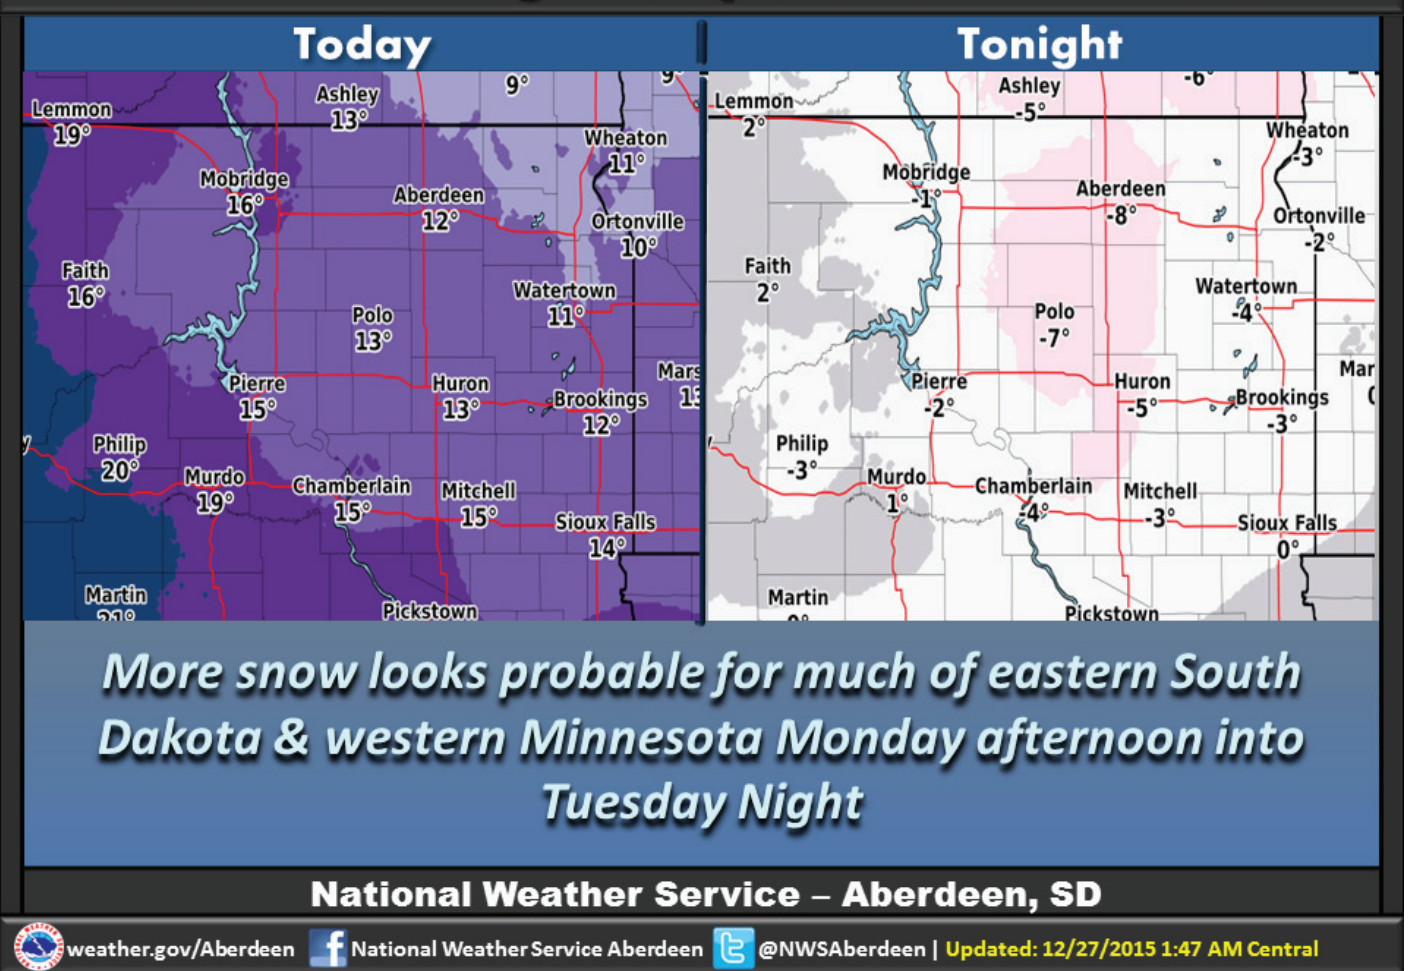 Today
Tonight
9°
9°
Ashley
13°
Lemmon
19°
Wheaton
11°
Mobridge
16°
Aberdeen
12°
Ortonville
10°
Faith
16°
Watertown
11°
Polo
13°
Pierre
15°
Huron
13°
Brookings
12°
Philip
20°
Murdo
19°
Chamberlain
15°
Mitchell
15°
Sioux Falls
14°
Martin
21°
Pickstown
-6°
Ashley
-5°
Lemmon
2°
Wheaton
-3°
Mobridge
-1°
Aberdeen
-8°
Ortonville
-2°
Faith
2°
Watertown
-4°
Polo
-7°
Pierre
-2°
Huron
-5°
Brookings
-3°
Philip
-3°
Murdo
1°
Chamberlain
-4°
Mitchell
-3°
Sioux Falls
0°
Martin
Pickstown
More snow looks probable for much of eastern South
Dakota & western Minnesota Monday afternoon into
Tuesday Night
National Weather Service – Aberdeen, SD
weather.gov/Aberdeen National Weather Service Aberdeen @NWSAberdeen | Updated: 12/27/2015 1:47 AM Central